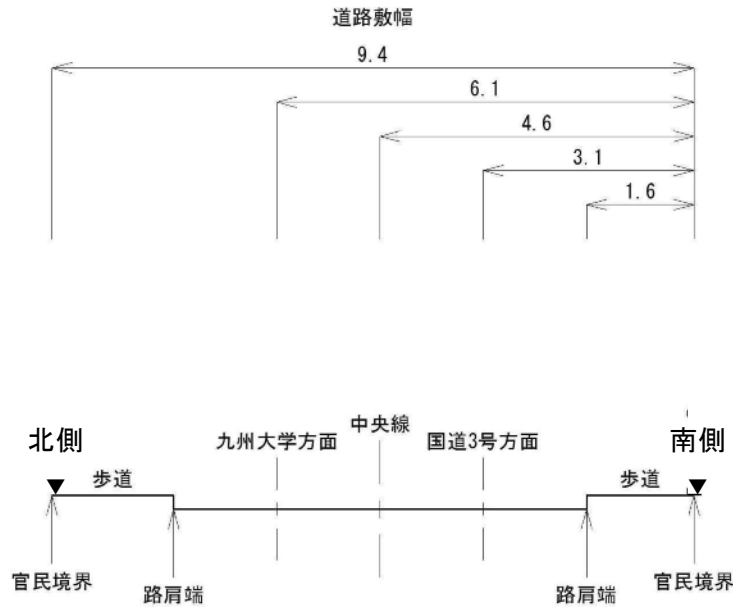 道路敷幅
9.4
6.1
4.6
3.1
1.6
北側
九州大学方面
中央線
国道3号方面
南側
歩道
歩道
官民境界
路肩端
路肩端
官民境界